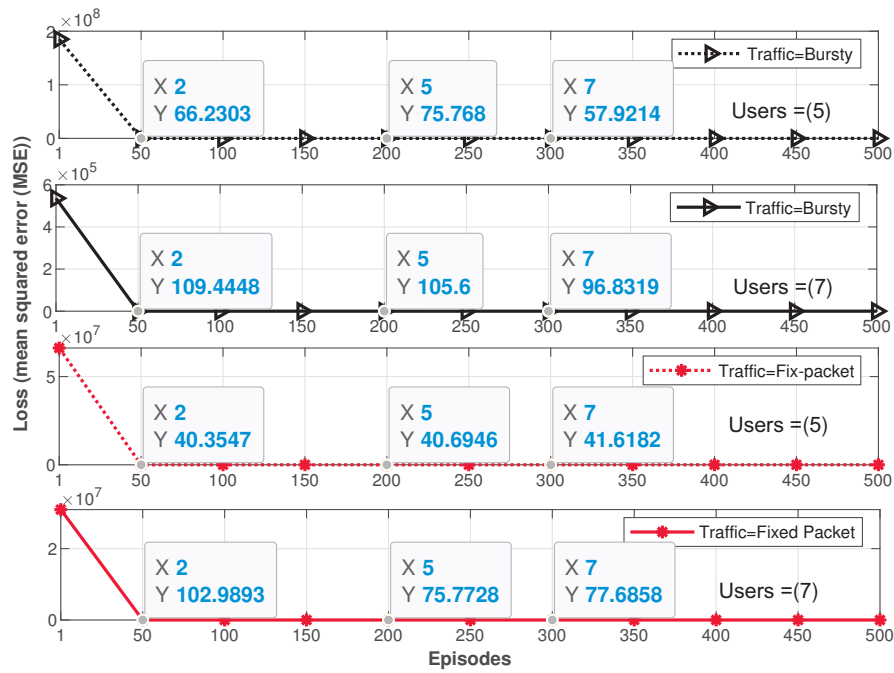 Loss (mean squared error (MSE))
×10^8
2
1
0
Traffic=Bursty
X 2
Y 66.2303
X 5
Y 75.768
X 7
Y 57.9214
Users =(5)
1 50 100 150 200 250 300 350 400 450 500
×10^5
6
4
2
0
Traffic=Bursty
X 2
Y 109.4448
X 5
Y 105.6
X 7
Y 96.8319
Users =(7)
1 50 100 150 200 250 300 350 400 450 500
×10^7
5
0
Traffic=Fix-packet
X 2
Y 40.3547
X 5
Y 40.6946
X 7
Y 41.6182
Users =(5)
1 50 100 150 200 250 300 350 400 450 500
×10^7
2
0
Traffic=Fixed Packet
X 2
Y 102.9893
X 5
Y 75.7728
X 7
Y 77.6858
Users =(7)
1 50 100 150 200 250 300 350 400 450 500
Episodes